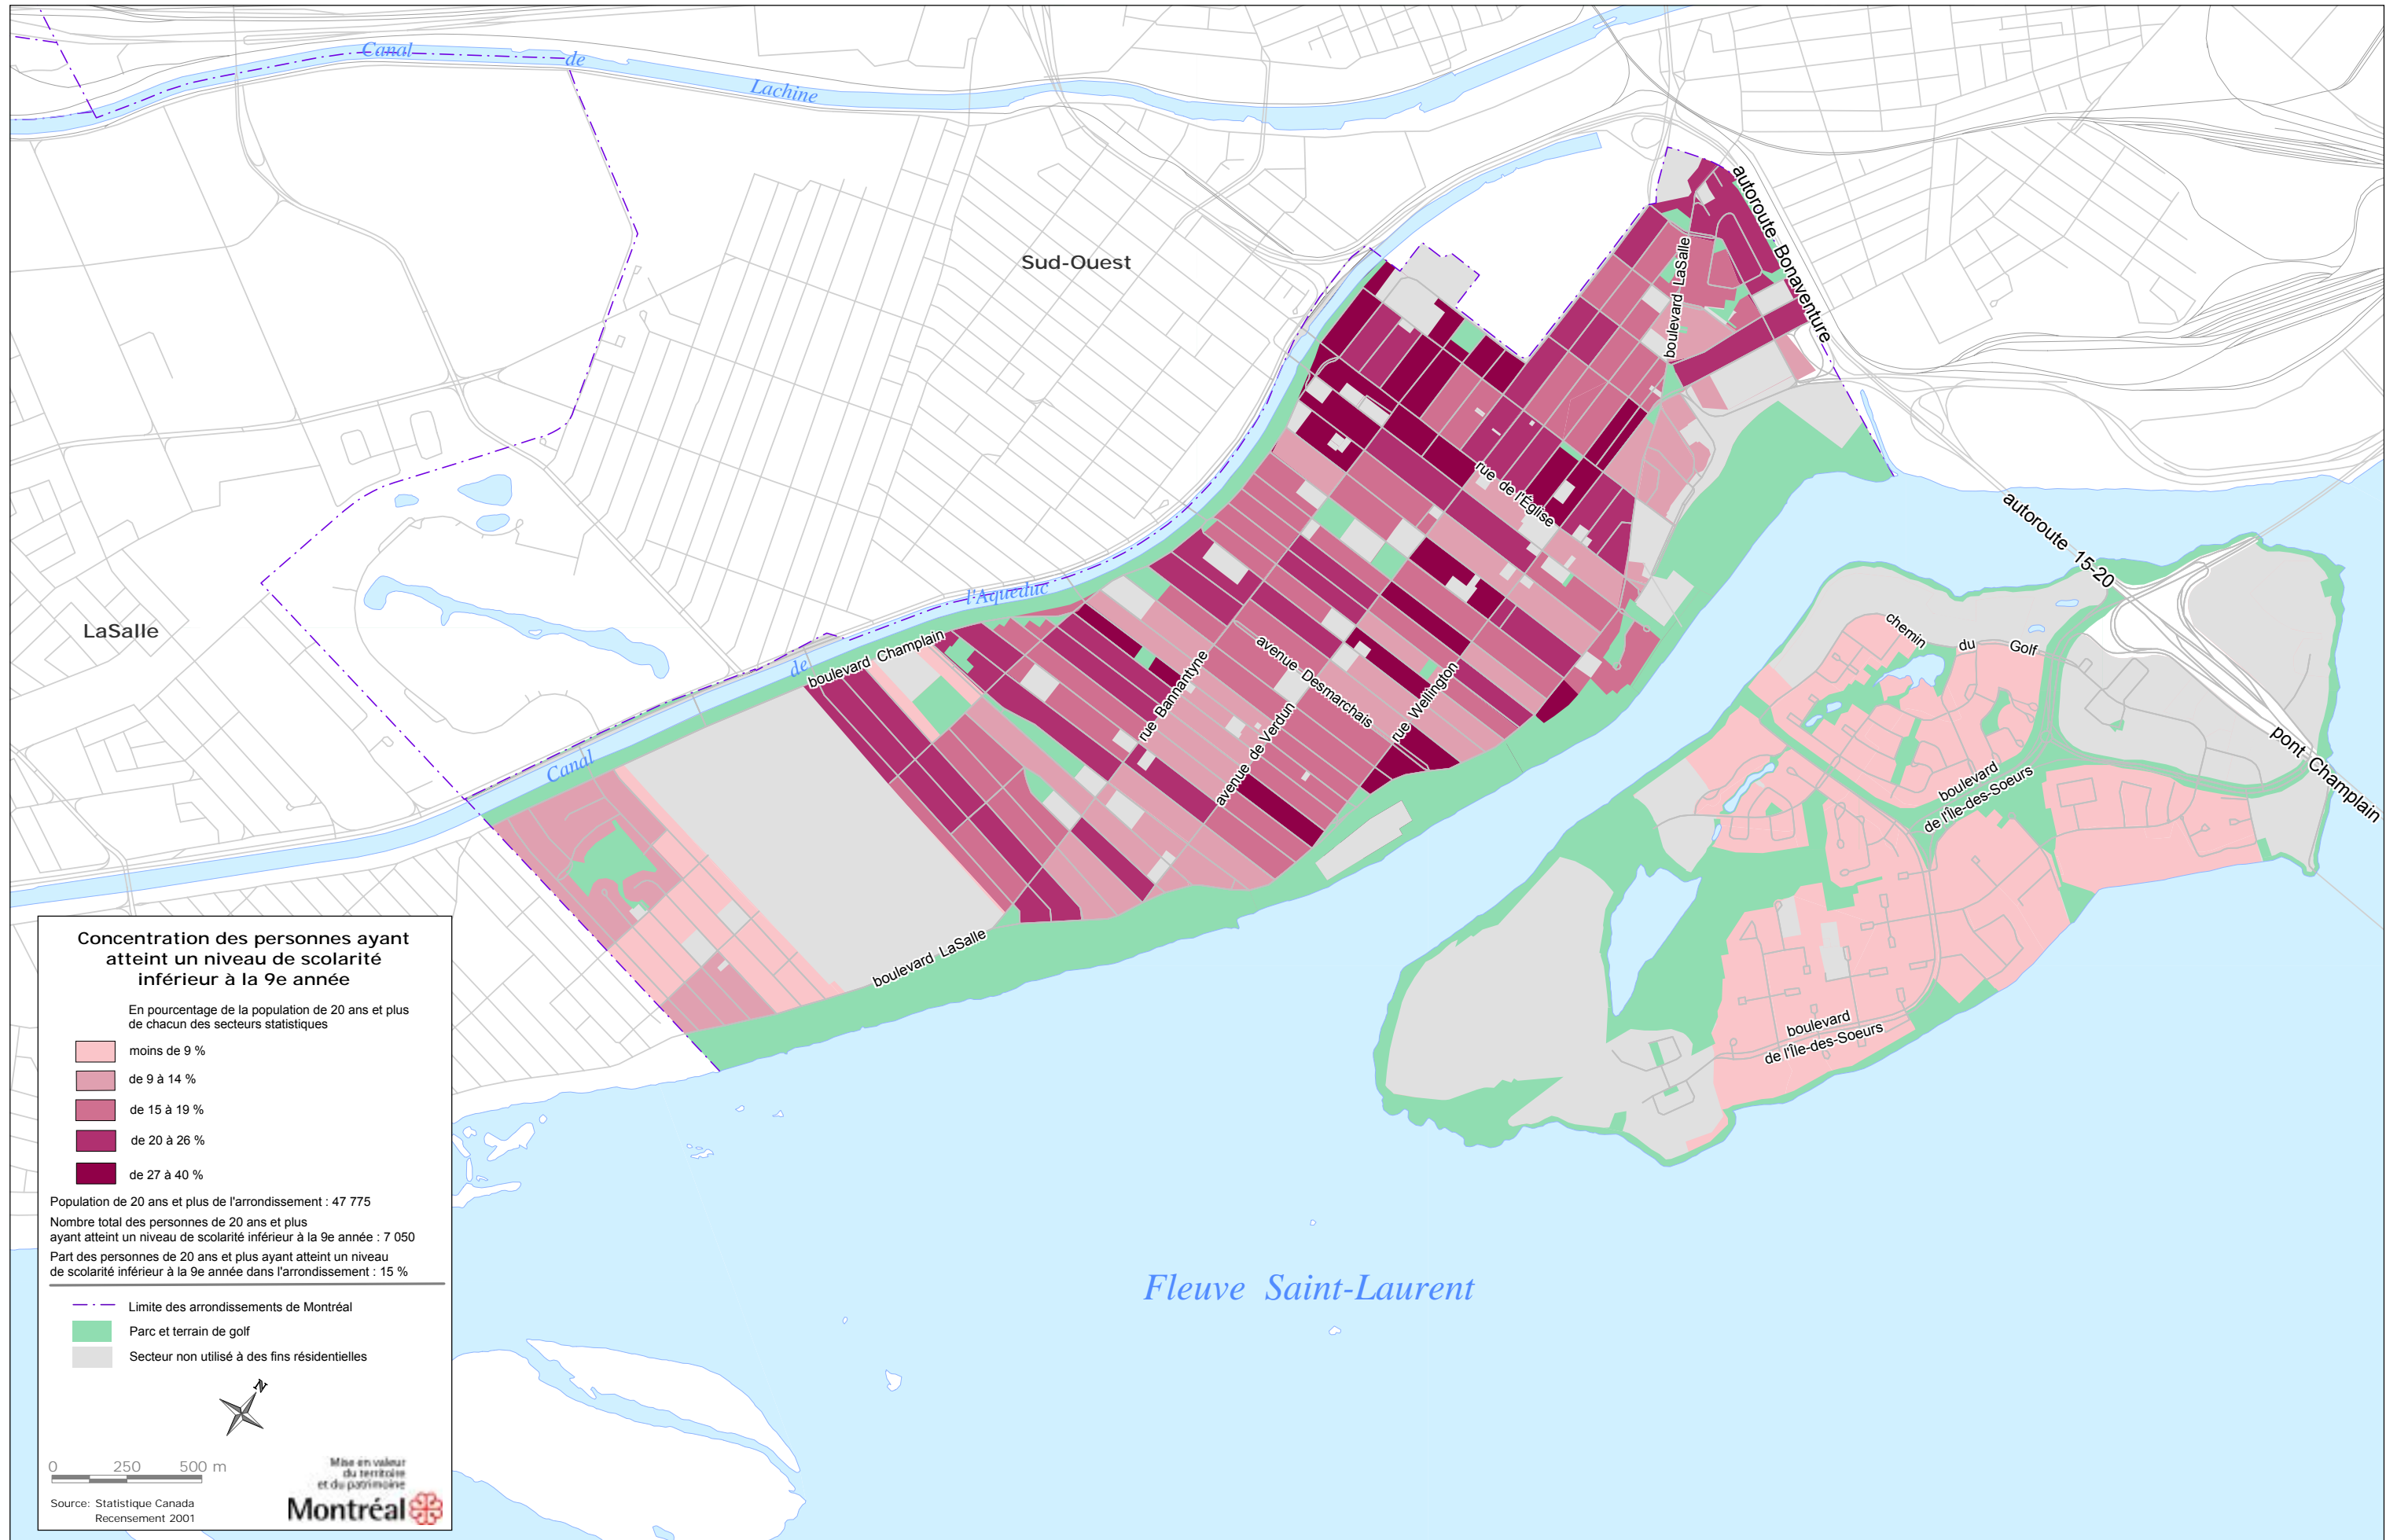 Canal
de
Lachine
Sud-Ouest
autoroute Bonaventure
boulevard LaSalle
rue de l'Église
autoroute 15-20
LaSalle
l'Aqueduc
de
Canal
boulevard Champlain
rue Bannantyne
avenue Desmarchais
avenue de Verdun
rue Wellington
chemin du Golf
pont Champlain
boulevard
de l'Île-des-Soeurs
boulevard LaSalle
boulevard
de l'Île-des-Soeurs
Fleuve Saint-Laurent
Concentration des personnes ayant
atteint un niveau de scolarité
inférieur à la 9e année
En pourcentage de la population de 20 ans et plus
de chacun des secteurs statistiques
moins de 9 %
de 9 à 14 %
de 15 à 19 %
de 20 à 26 %
de 27 à 40 %
Population de 20 ans et plus de l'arrondissement : 47 775
Nombre total des personnes de 20 ans et plus
ayant atteint un niveau de scolarité inférieur à la 9e année : 7 050
Part des personnes de 20 ans et plus ayant atteint un niveau
de scolarité inférieur à la 9e année dans l'arrondissement : 15 %
Limite des arrondissements de Montréal
Parc et terrain de golf
Secteur non utilisé à des fins résidentielles
N
0 250 500 m
Source: Statistique Canada
Recensement 2001
Mise en valeur
du territoire
et du patrimoine
Montréal